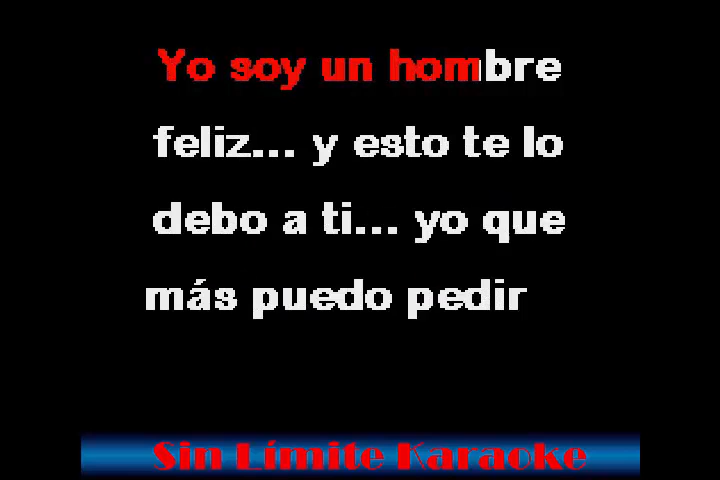 Yo soy un hombre
feliz... y esto te lo
debo a ti... yo que
más puedo pedir
Sin Límite Karaoke